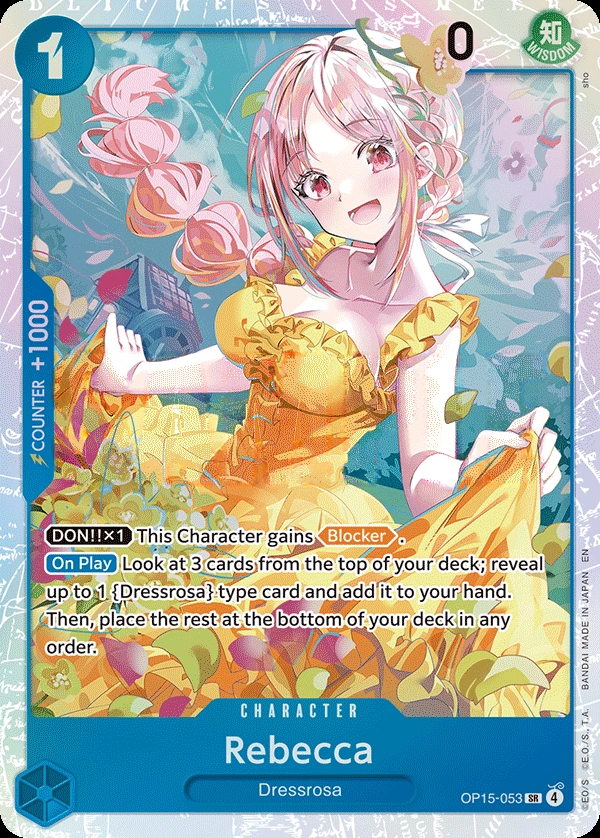 1
0
知
WISDOM
sho
COUNTER +1000
DON!!×1 This Character gains Blocker .
On Play Look at 3 cards from the top of your deck; reveal
up to 1 {Dressrosa} type card and add it to your hand.
Then, place the rest at the bottom of your deck in any
order.
CHARACTER
Rebecca
Dressrosa
OP15-053 SR 4
©E.O/S ©E.O./S., T.A. BANDAI MADE IN JAPAN EN